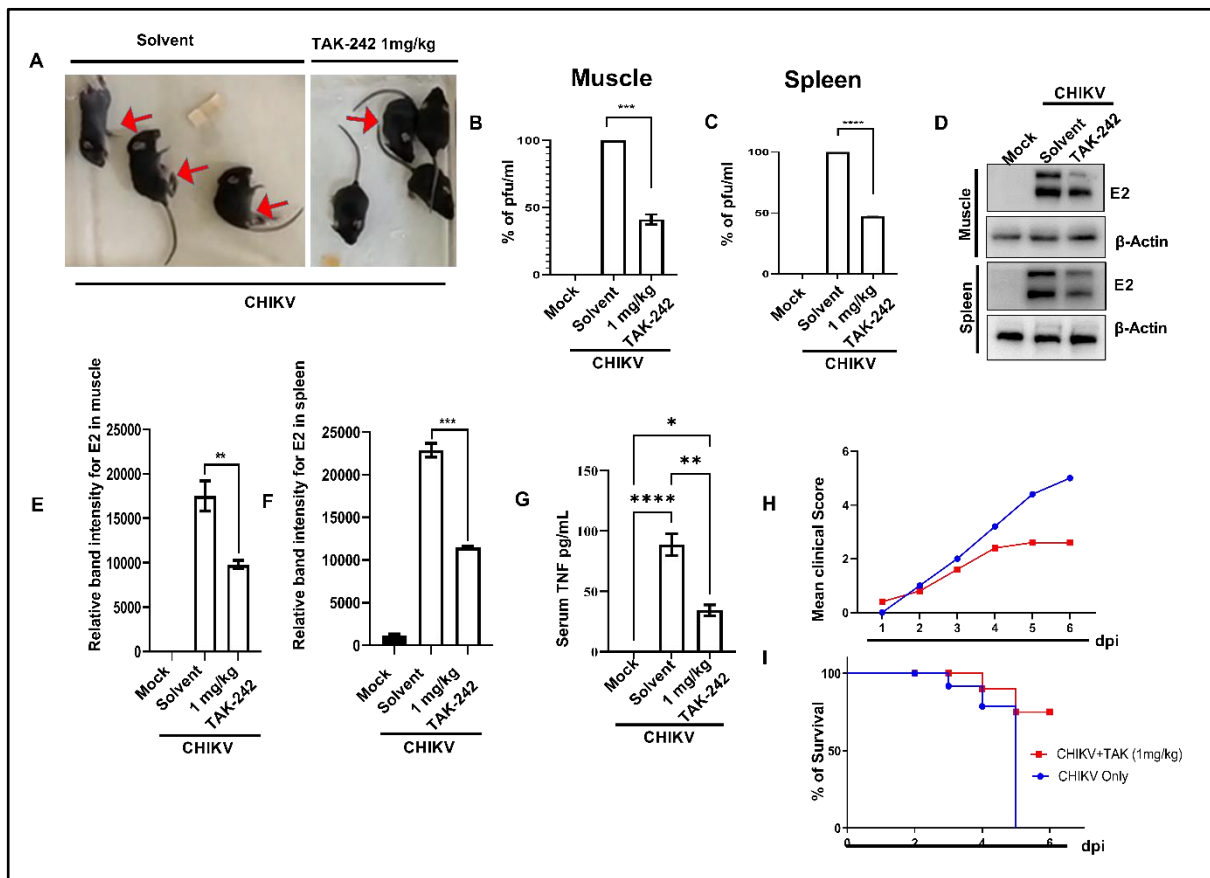 Solvent
TAK-242 1mg/kg
A
CHIKV
Muscle
B
***
% of pfu/ml
100
50
0
Mock
Solvent
1 mg/kg
TAK-242
CHIKV
Spleen
C
****
% of pfu/ml
100
50
0
Mock
Solvent
1 mg/kg
TAK-242
CHIKV
D
CHIKV
Mock
Solvent
TAK-242
Muscle
E2
β-Actin
Spleen
E2
β-Actin
E
Relative band intensity for E2 in muscle
25000
20000
15000
10000
5000
0
**
Mock
Solvent
1 mg/kg
TAK-242
CHIKV
F
Relative band intensity for E2 in spleen
25000
20000
15000
10000
5000
0
***
Mock
Solvent
1 mg/kg
TAK-242
CHIKV
G
Serum TNF pg/mL
150
100
50
0
*
**
****
Mock
Solvent
1 mg/kg
TAK-242
CHIKV
H
Mean clinical Score
6
4
2
0
1 2 3 4 5 6
dpi
I
% of Survival
100
50
0
0 2 4 6
dpi
CHIKV+TAK (1mg/kg)
CHIKV Only